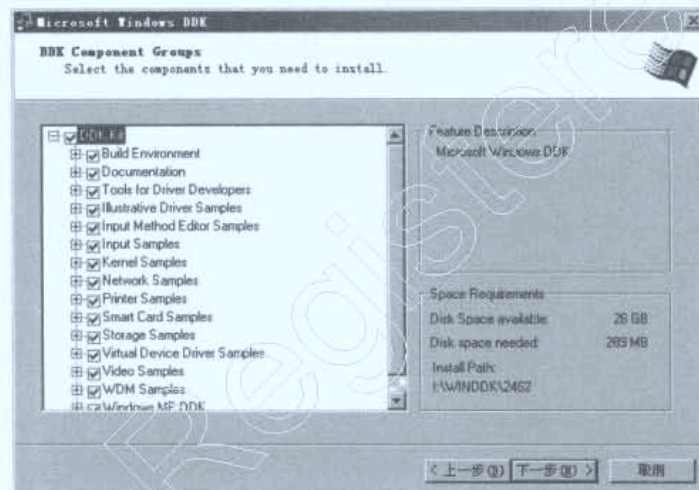 Microsoft Windows DDK
DDK Component Groups
Select the components that you need to install.
DDK Kit
Build Environment
Documentation
Tools for Driver Developers
Illustrative Driver Samples
Input Method Editor Samples
Input Samples
Kernel Samples
Network Samples
Printer Samples
Smart Card Samples
Storage Samples
Virtual Device Driver Samples
Video Samples
WDM Samples
Windows ME DDK
Feature Description
Microsoft Windows DDK
Space Requirements
Disk Space available: 26 GB
Disk space needed: 289 MB
Install Path:
I:\WINDDK\2462
< 上一步(B)
下一步(N) >
取消
Registere